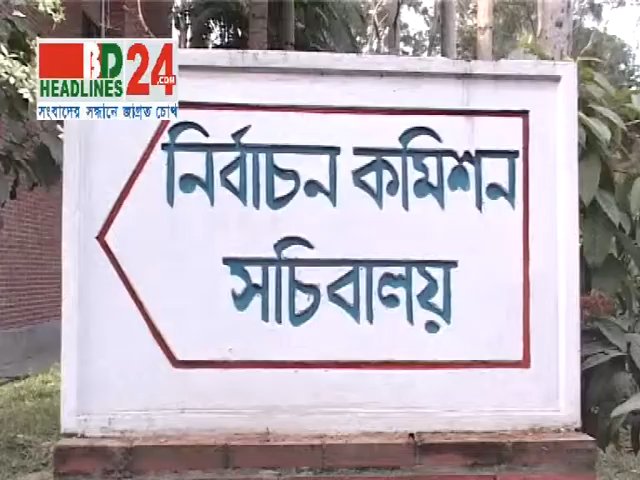 BD
HEADLINES 24.COM
সংবাদের সন্ধানে জাগ্রত চোখ
নির্বাচন কমিশন
সচিবালয়